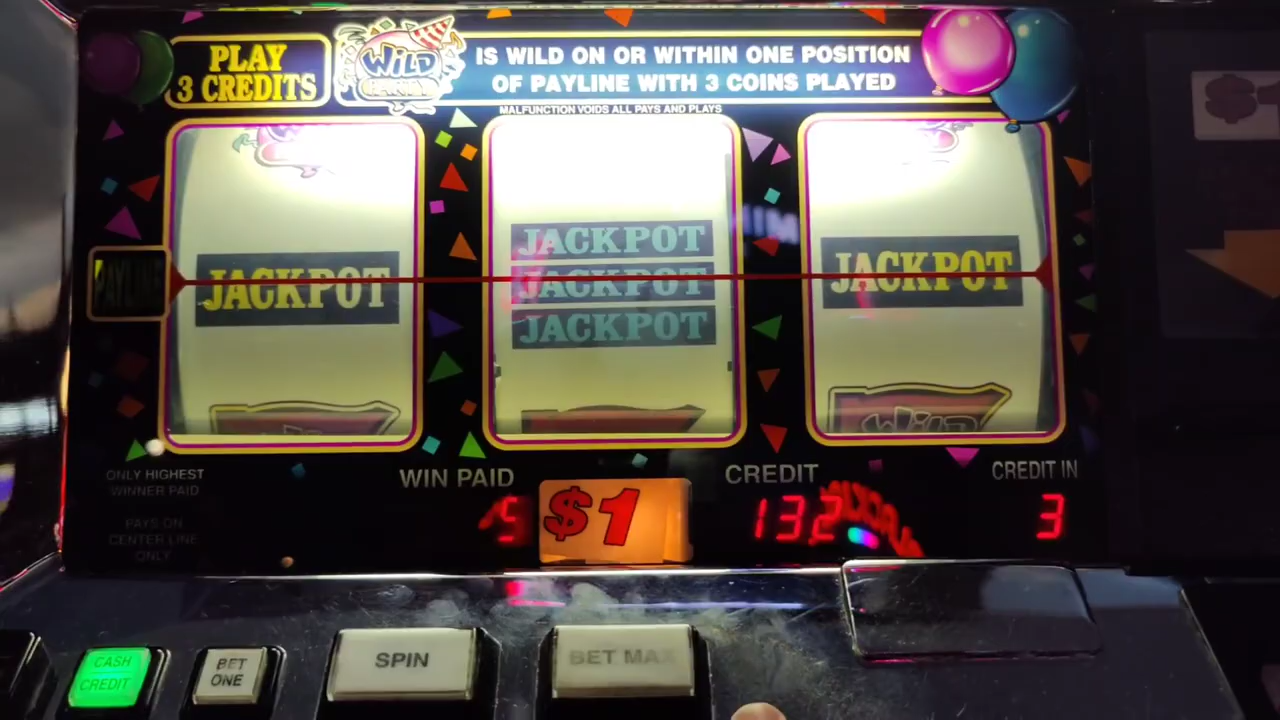 PLAY
3 CREDITS
WiLD
IS WILD ON OR WITHIN ONE POSITION
OF PAYLINE WITH 3 COINS PLAYED
MALFUNCTION VOIDS ALL PAYS AND PLAYS
JACKPOT
JACKPOT
JACKPOT
JACKPOT
JACKPOT
PAYLINE
WiLD
ONLY HIGHEST
WINNER PAID
PAYS ON
CENTER LINE
ONLY
WIN PAID
5
$1
CREDIT
132
CREDIT IN
3
CASH
CREDIT
BET
ONE
SPIN
BET MAX